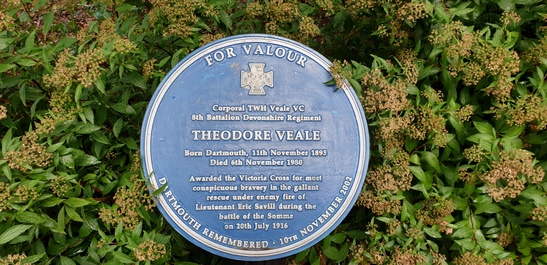 FOR VALOUR
Corporal TWH Veale VC
8th Battalion Devonshire Regiment
THEODORE VEALE
Born Dartmouth, 11th November 1893
Died 6th November 1980
Awarded the Victoria Cross for most
conspicuous bravery in the gallant
rescue under enemy fire of
Lieutenant Eric Savill during the
battle of the Somme
on 20th July 1916
DARTMOUTH REMEMBERED · 10TH NOVEMBER 2002